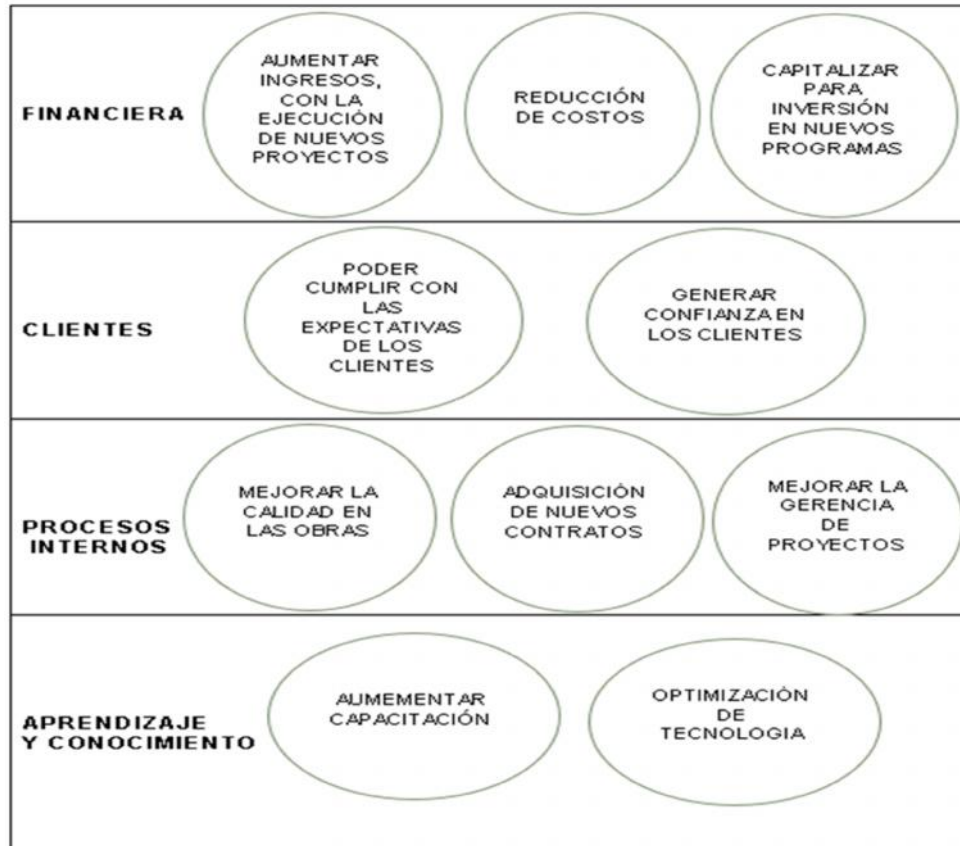 FINANCIERA
AUMENTAR
INGRESOS,
CON LA
EJECUCIÓN
DE NUEVOS
PROYECTOS
REDUCCIÓN
DE COSTOS
CAPITALIZAR
PARA
INVERSIÓN
EN NUEVOS
PROGRAMAS
CLIENTES
PODER
CUMPLIR CON
LAS
EXPECTATIVAS
DE LOS
CLIENTES
GENERAR
CONFIANZA EN
LOS CLIENTES
PROCESOS
INTERNOS
MEJORAR LA
CALIDAD EN
LAS OBRAS
ADQUISICIÓN
DE NUEVOS
CONTRATOS
MEJORAR LA
GERENCIA
DE
PROYECTOS
APRENDIZAJE
Y CONOCIMIENTO
AUMEMENTAR
CAPACITACIÓN
OPTIMIZACIÓN
DE
TECNOLOGIA